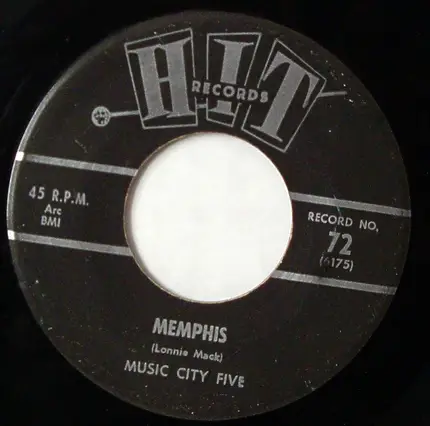 HIT
RECORDS
45 R.P.M.
Arc
BMI
RECORD NO.
72
(6175)
MEMPHIS
(Lonnie Mack)
MUSIC CITY FIVE